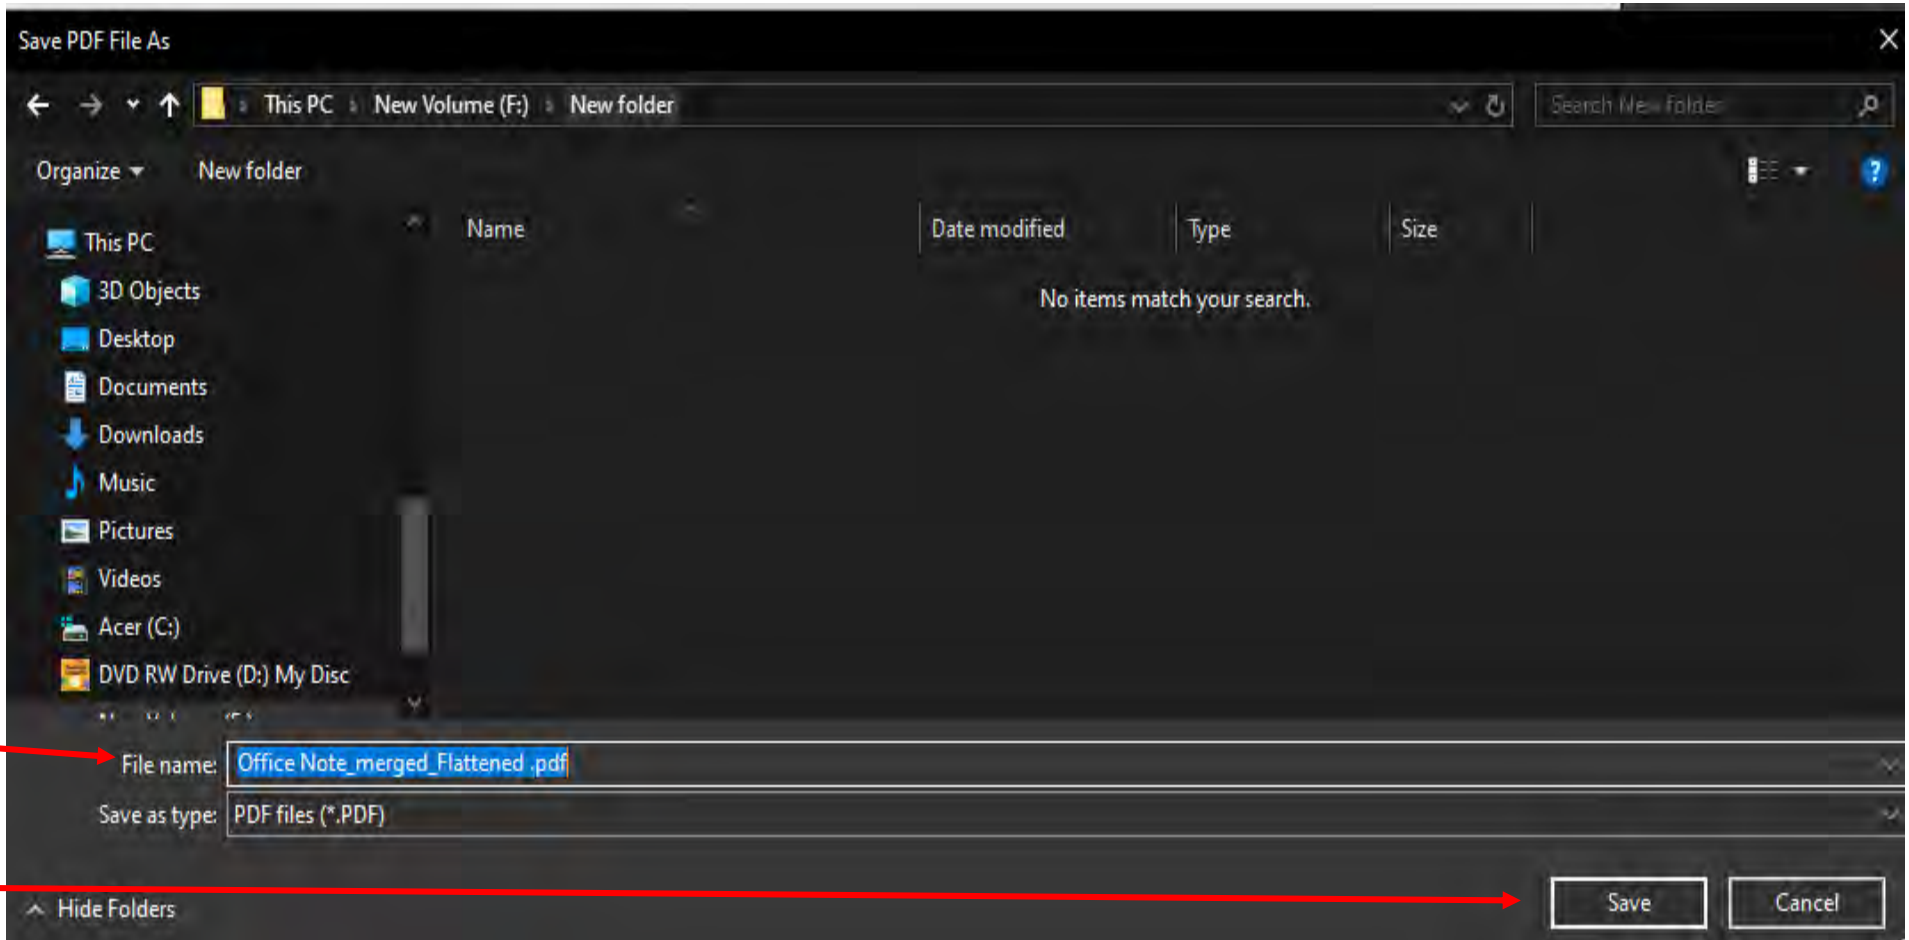 Save PDF File As
This PC New Volume (F:) New folder
Search New folder
Organize New folder
Name Date modified Type Size
This PC
No items match your search.
3D Objects
Desktop
Documents
Downloads
Music
Pictures
Videos
Acer (C:)
DVD RW Drive (D:) My Disc
File name: Office Note_merged_Flattened .pdf
Save as type: PDF files (*.PDF)
Hide Folders
Save Cancel